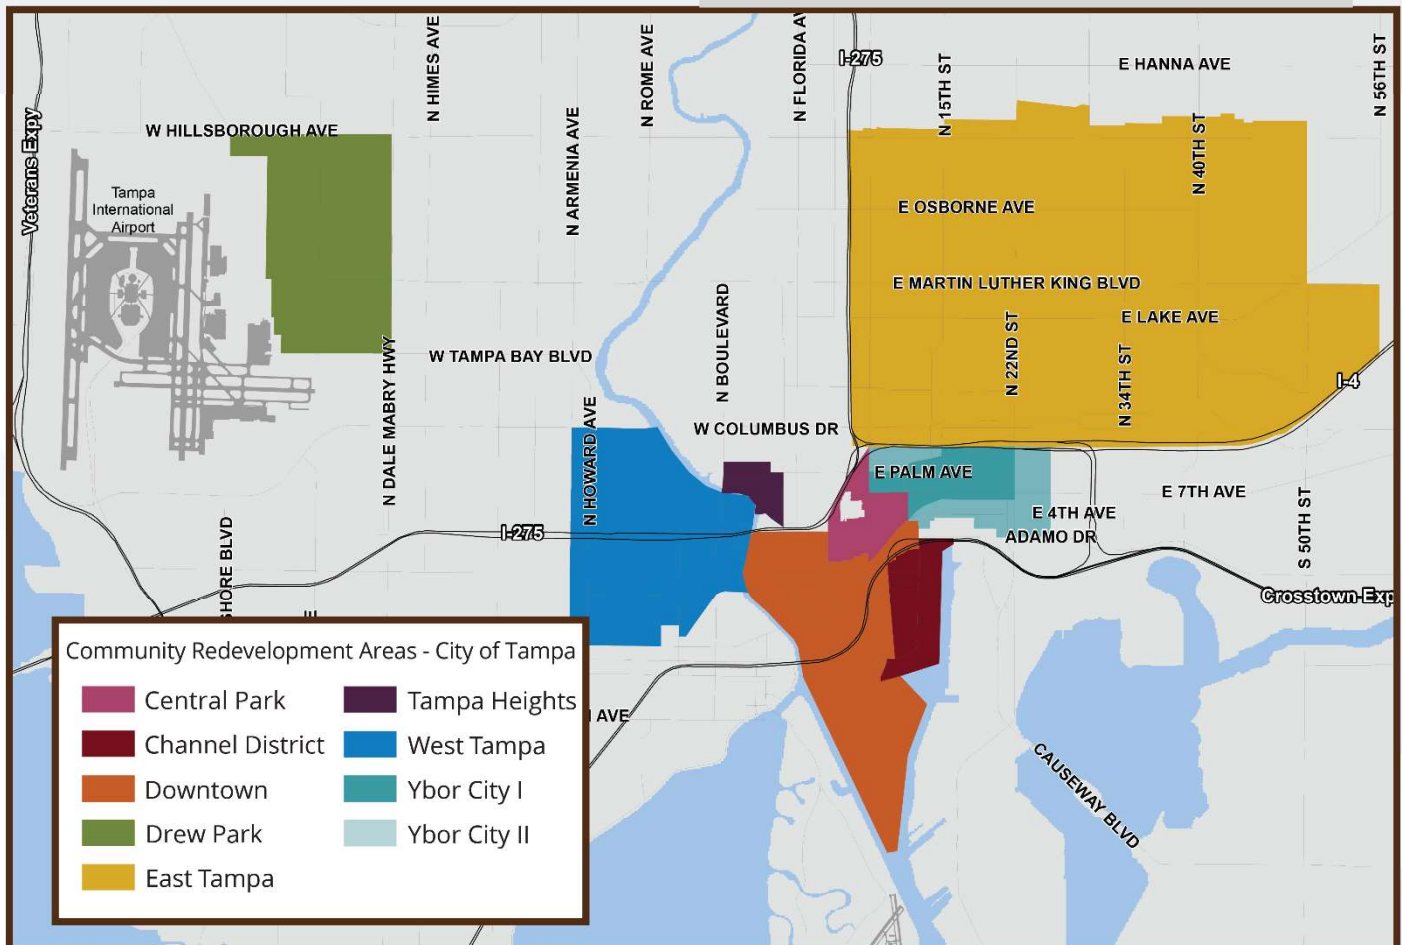 N HIMES AVE
N ROME AVE
N FLORIDA AV
I-275
N 15TH ST
E HANNA AVE
N 56TH ST
Veterans Expy
W HILLSBOROUGH AVE
N ARMENIA AVE
N 40TH ST
Tampa
International
Airport
E OSBORNE AVE
E MARTIN LUTHER KING BLVD
N BOULEVARD
E LAKE AVE
N 22ND ST
N 34TH ST
W TAMPA BAY BLVD
N DALE MABRY HWY
I-4
N HOWARD AVE
W COLUMBUS DR
E PALM AVE
E 7TH AVE
E 4TH AVE
S 50TH ST
I-275
ADAMO DR
SHORE BLVD
Crosstown Exp
AVE
CAUSEWAY BLVD
Community Redevelopment Areas - City of Tampa
Central Park
Channel District
Downtown
Drew Park
East Tampa
Tampa Heights
West Tampa
Ybor City I
Ybor City II